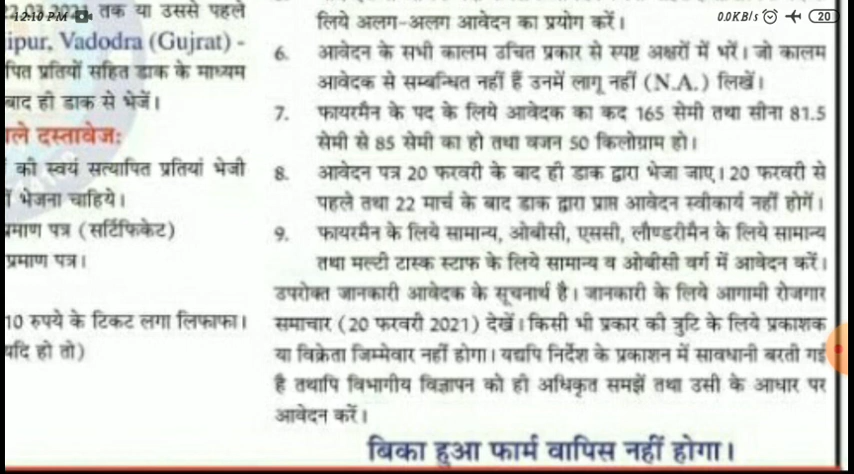 12:10 PM
0.0KB/s
20
22.03.2021 तक या उससे पहले
ipur, Vadodra (Gujrat) -
पित प्रतियों सहित डाक के माध्यम
बाद ही डाक से भेजें।
ले दस्तावेज:
की स्वयं सत्यापित प्रतियां भेजी
भेजना चाहिये।
प्रमाण पत्र (सर्टिफिकेट)
प्रमाण पत्र।
10 रुपये के टिकट लगा लिफाफा।
यदि हो तो)
लिये अलग-अलग आवेदन का प्रयोग करें।
6. आवेदन के सभी कालम उचित प्रकार से स्पष्ट अक्षरों में भरें। जो कालम
आवेदक से सम्बन्धित नहीं हैं उनमें लागू नहीं (N.A.) लिखें।
7. फायरमैन के पद के लिये आवेदक का कद 165 सेमी तथा सीना 81.5
सेमी से 85 सेमी का हो तथा वजन 50 किलोग्राम हो।
8. आवेदन पत्र 20 फरवरी के बाद ही डाक द्वारा भेजा जाए। 20 फरवरी से
पहले तथा 22 मार्च के बाद डाक द्वारा प्राप्त आवेदन स्वीकार्य नहीं होगें।
9. फायरमैन के लिये सामान्य, ओबीसी, एससी, लौण्डरीमैन के लिये सामान्य
तथा मल्टी टास्क स्टाफ के लिये सामान्य व ओबीसी वर्ग में आवेदन करें।
उपरोक्त जानकारी आवेदक के सूचनार्थ है। जानकारी के लिये आगामी रोजगार
समाचार (20 फरवरी 2021) देखें। किसी भी प्रकार की त्रुटि के लिये प्रकाशक
या विक्रेता जिम्मेवार नहीं होगा। यद्यपि निर्देश के प्रकाशन में सावधानी बरती गई
है तथापि विभागीय विज्ञापन को ही अधिकृत समझें तथा उसी के आधार पर
आवेदन करें।
बिका हुआ फार्म वापिस नहीं होगा।